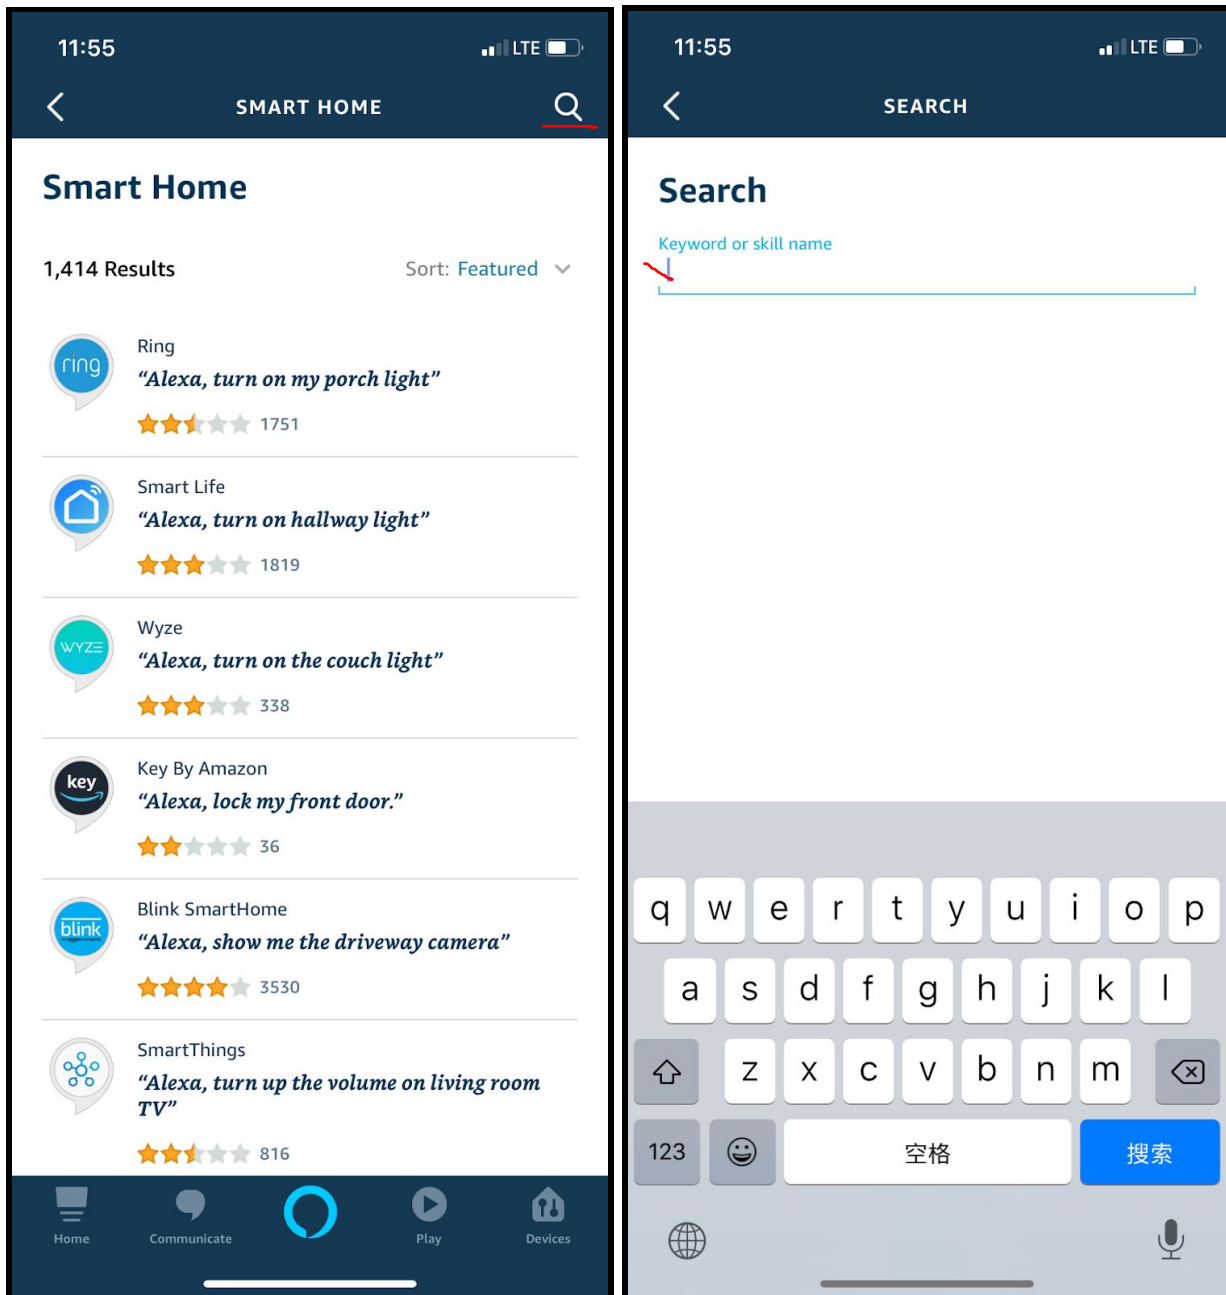 11:55
LTE
SMART HOME
Smart Home
1,414 Results
Sort: Featured
ring
Ring
“Alexa, turn on my porch light”
1751
Smart Life
“Alexa, turn on hallway light”
1819
WYZE
Wyze
“Alexa, turn on the couch light”
338
key
Key By Amazon
“Alexa, lock my front door.”
36
blink
Blink SmartHome
“Alexa, show me the driveway camera”
3530
SmartThings
“Alexa, turn up the volume on living room
TV”
816
Home
Communicate
Play
Devices
11:55
LTE
SEARCH
Search
Keyword or skill name
q w e r t y u i o p
a s d f g h j k l
z x c v b n m
123
空格
搜索